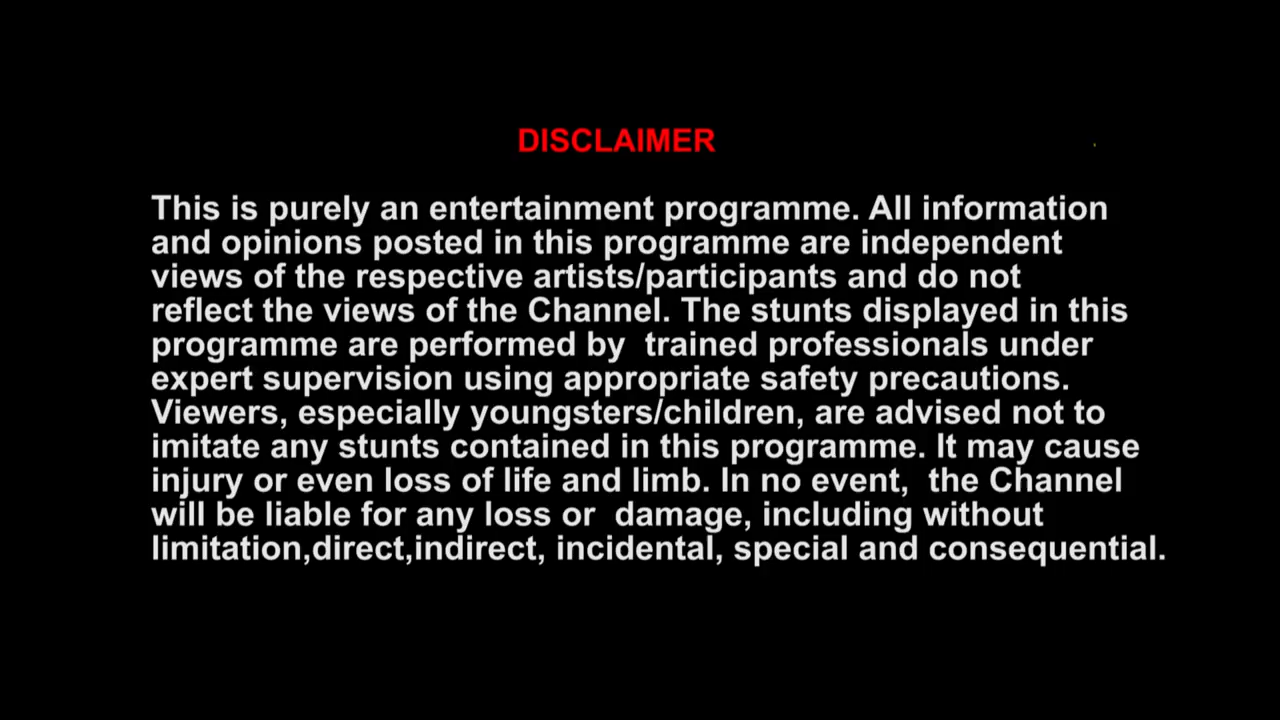 DISCLAIMER
This is purely an entertainment programme. All information
and opinions posted in this programme are independent
views of the respective artists/participants and do not
reflect the views of the Channel. The stunts displayed in this
programme are performed by  trained professionals under
expert supervision using appropriate safety precautions.
Viewers, especially youngsters/children, are advised not to
imitate any stunts contained in this programme. It may cause
injury or even loss of life and limb. In no event,  the Channel
will be liable for any loss or  damage, including without
limitation,direct,indirect, incidental, special and consequential.